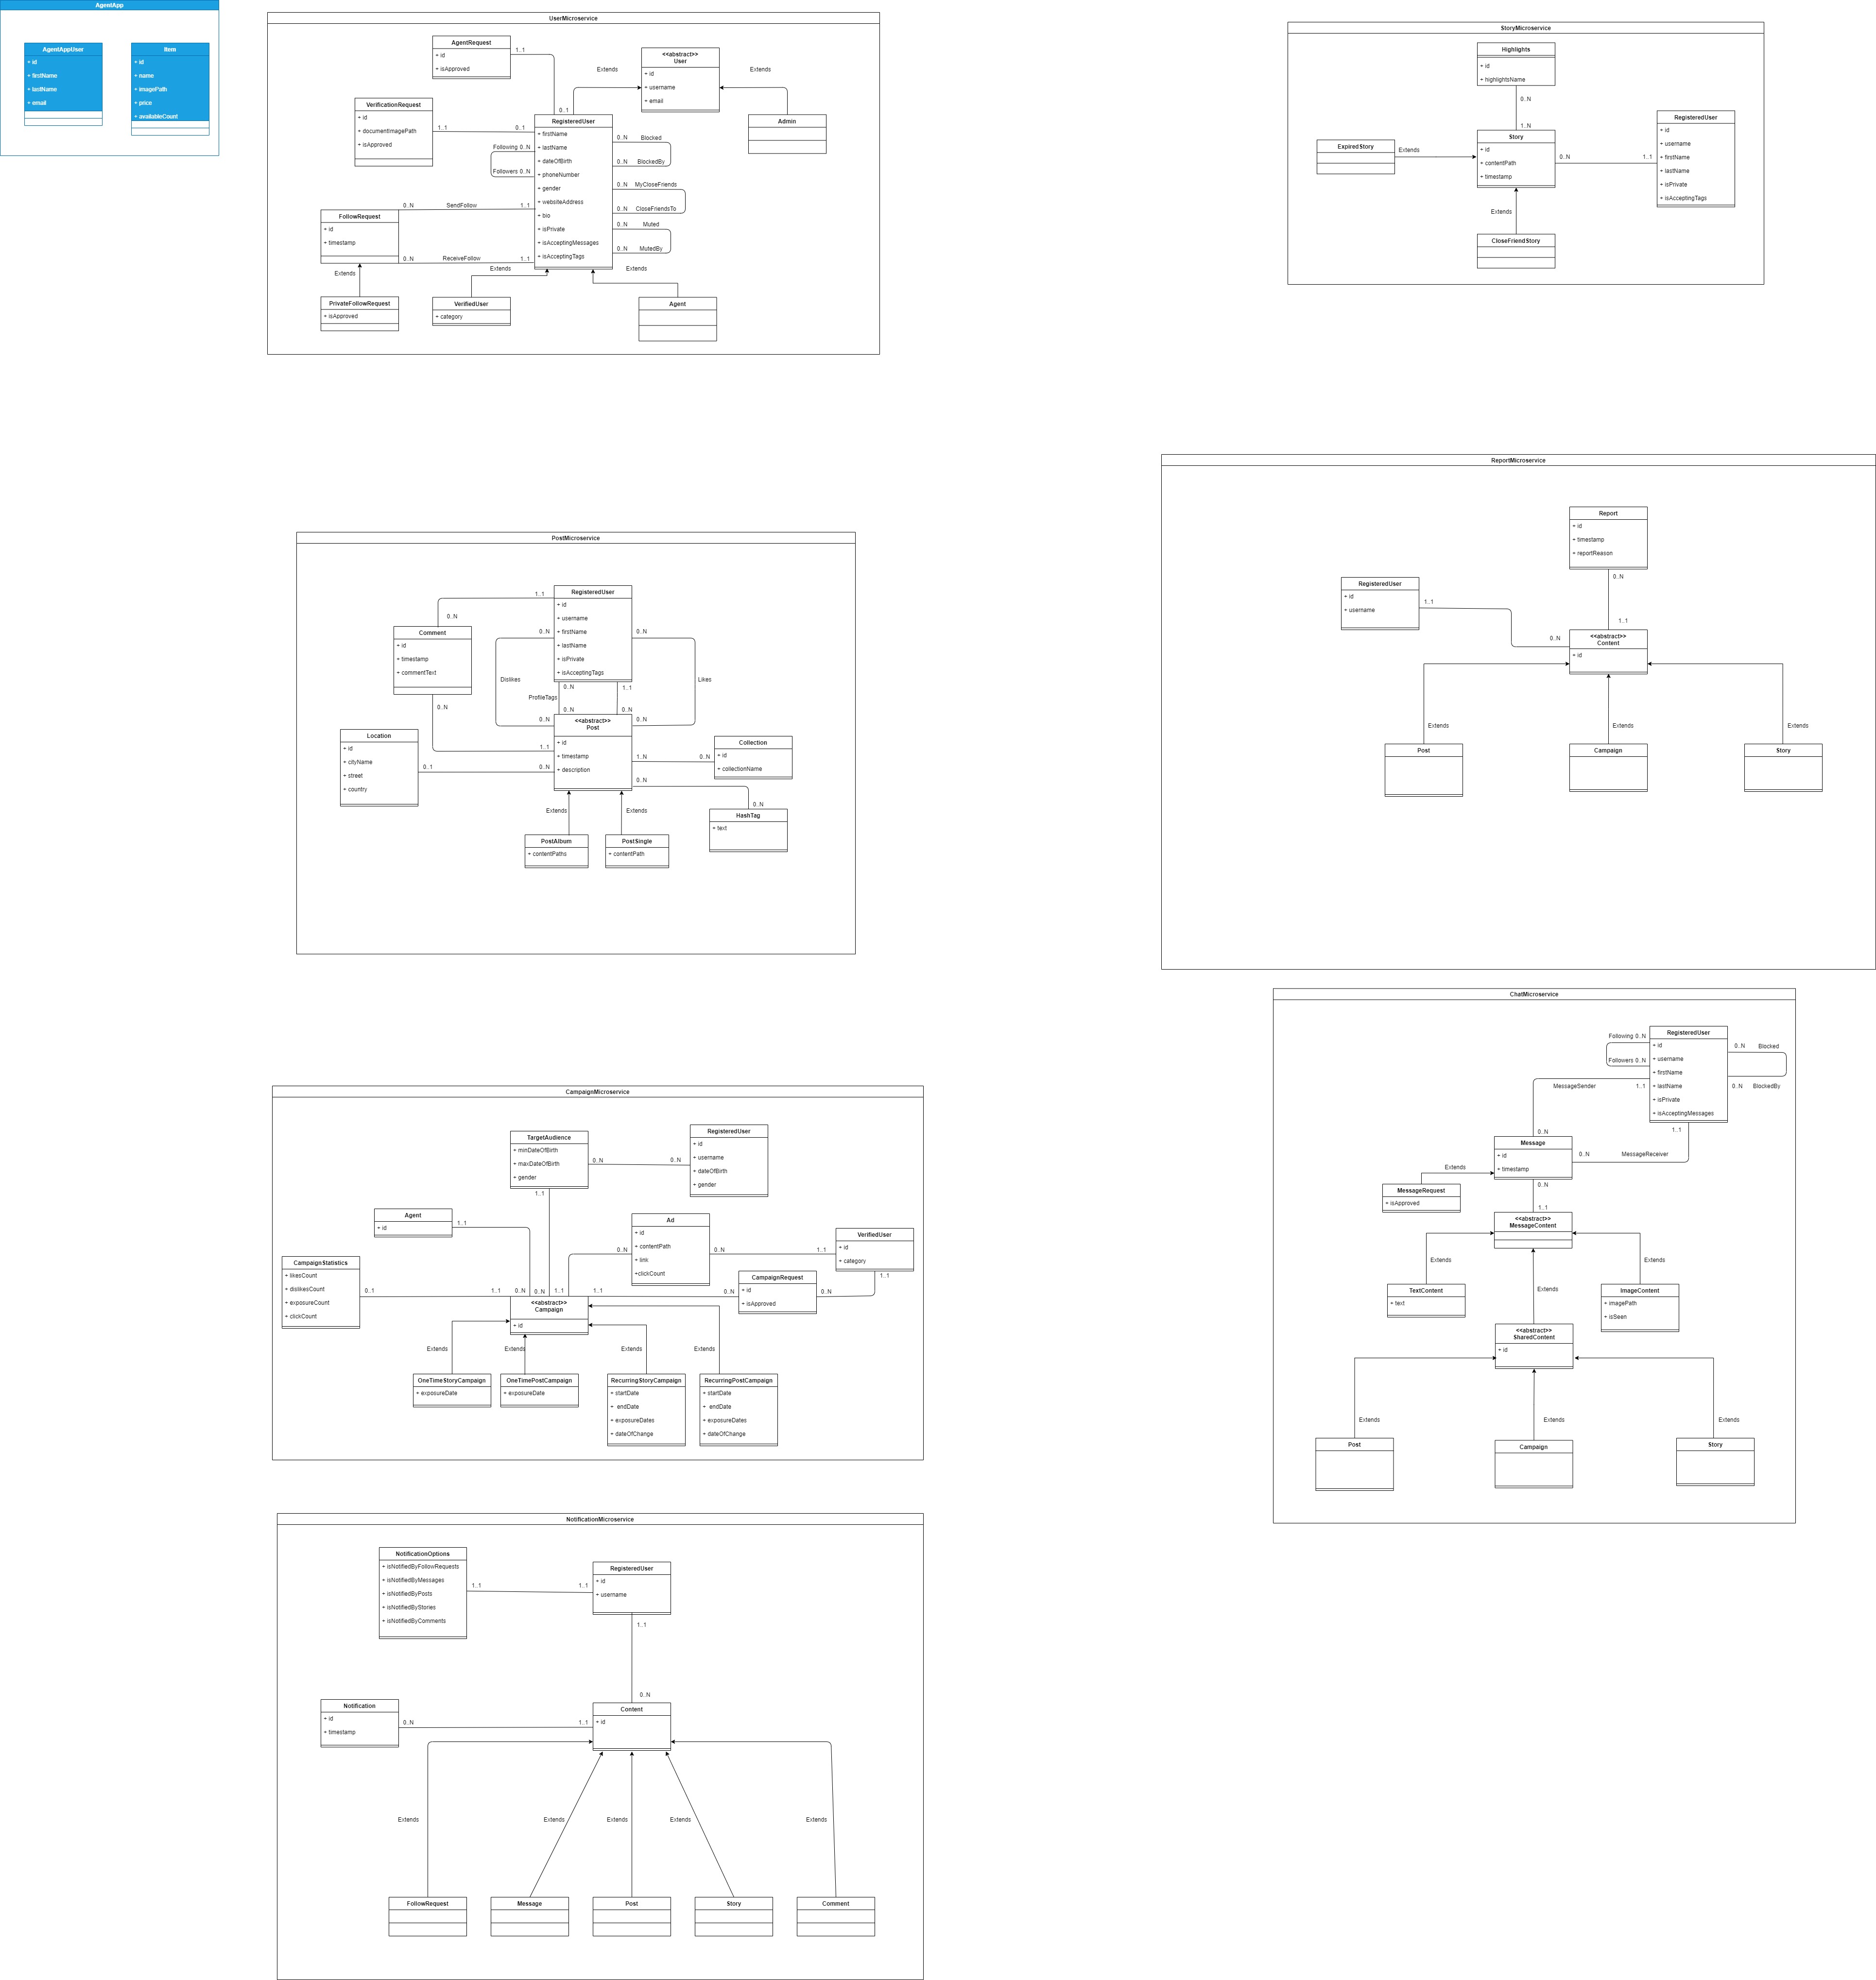 AgentApp
AgentAppUser
+ id
+ firstName
+ lastName
+ email
Item
+ id
+ name
+ imagePath
+ price
+ availableCount
UserMicroservice
AgentRequest
+ id
+ isApproved
1..1
0..1
<<abstract>>
User
+ id
+ username
+ email
Extends
Extends
Admin
VerificationRequest
+ id
+ documentImagePath
+ isApproved
1..1
0..1
RegisteredUser
+ firstName
+ lastName
+ dateOfBirth
+ phoneNumber
+ gender
+ websiteAddress
+ bio
+ isPrivate
+ isAcceptingMessages
+ isAcceptingTags
Following 0..N
Followers 0..N
0..N Blocked
0..N BlockedBy
0..N MyCloseFriends
0..N CloseFriendsTo
0..N Muted
0..N MutedBy
FollowRequest
+ id
+ timestamp
0..N SendFollow 1..1
0..N ReceiveFollow 1..1
Extends
Extends
Extends
PrivateFollowRequest
+ isApproved
VerifiedUser
+ category
Agent
StoryMicroservice
Highlights
+ id
+ highlightsName
0..N
1..N
Story
+ id
+ contentPath
+ timestamp
ExpiredStory
Extends
0..N
1..1
RegisteredUser
+ id
+ username
+ firstName
+ lastName
+ isPrivate
+ isAcceptingTags
Extends
CloseFriendStory
ReportMicroservice
Report
+ id
+ timestamp
+ reportReason
0..N
1..1
RegisteredUser
+ id
+ username
1..1
0..N
<<abstract>>
Content
+ id
Extends
Extends
Extends
Post
Campaign
Story
PostMicroservice
RegisteredUser
+ id
+ username
+ firstName
+ lastName
+ isPrivate
+ isAcceptingTags
1..1
0..N
Comment
+ id
+ timestamp
+ commentText
0..N
0..N
Dislikes
Likes
0..N
1..1
ProfileTags
0..N
0..N
0..N
0..N
0..N
1..1
<<abstract>>
Post
+ id
+ timestamp
+ description
Location
+ id
+ cityName
+ street
+ country
0..1
0..N
1..N
0..N
Collection
+ id
+ collectionName
0..N
0..N
HashTag
+ text
Extends
Extends
PostAlbum
+ contentPaths
PostSingle
+ contentPath
ChatMicroservice
RegisteredUser
+ id
+ username
+ firstName
+ lastName
+ isPrivate
+ isAcceptingMessages
Following 0..N
Followers 0..N
0..N Blocked
0..N BlockedBy
MessageSender
1..1
0..N
1..1
0..N MessageReceiver
Message
+ id
+ timestamp
Extends
MessageRequest
+ isApproved
0..N
1..1
<<abstract>>
MessageContent
Extends
Extends
Extends
TextContent
+ text
ImageContent
+ imagePath
+ isSeen
<<abstract>>
SharedContent
+ id
Extends
Extends
Extends
Post
Campaign
Story
CampaignMicroservice
TargetAudience
+ minDateOfBirth
+ maxDateOfBirth
+ gender
0..N
0..N
RegisteredUser
+ id
+ username
+ dateOfBirth
+ gender
1..1
Agent
+ id
1..1
Ad
+ id
+ contentPath
+ link
+clickCount
0..N
0..N
1..1
VerifiedUser
+ id
+ category
1..1
CampaignRequest
+ id
+ isApproved
0..N
0..N
CampaignStatistics
+ likesCount
+ dislikesCount
+ exposureCount
+ clickCount
0..1
1..1
0..N
0..N
1..1
1..1
<<abstract>>
Campaign
+ id
Extends
Extends
Extends
Extends
OneTimeStoryCampaign
+ exposureDate
OneTimePostCampaign
+ exposureDate
RecurringStoryCampaign
+ startDate
+ endDate
+ exposureDates
+ dateOfChange
RecurringPostCampaign
+ startDate
+ endDate
+ exposureDates
+ dateOfChange
NotificationMicroservice
NotificationOptions
+ isNotifiedByFollowRequests
+ isNotifiedByMessages
+ isNotifiedByPosts
+ isNotifiedByStories
+ isNotifiedByComments
1..1
1..1
RegisteredUser
+ id
+ username
1..1
0..N
Notification
+ id
+ timestamp
0..N
1..1
Content
+ id
Extends
Extends
Extends
Extends
Extends
FollowRequest
Message
Post
Story
Comment